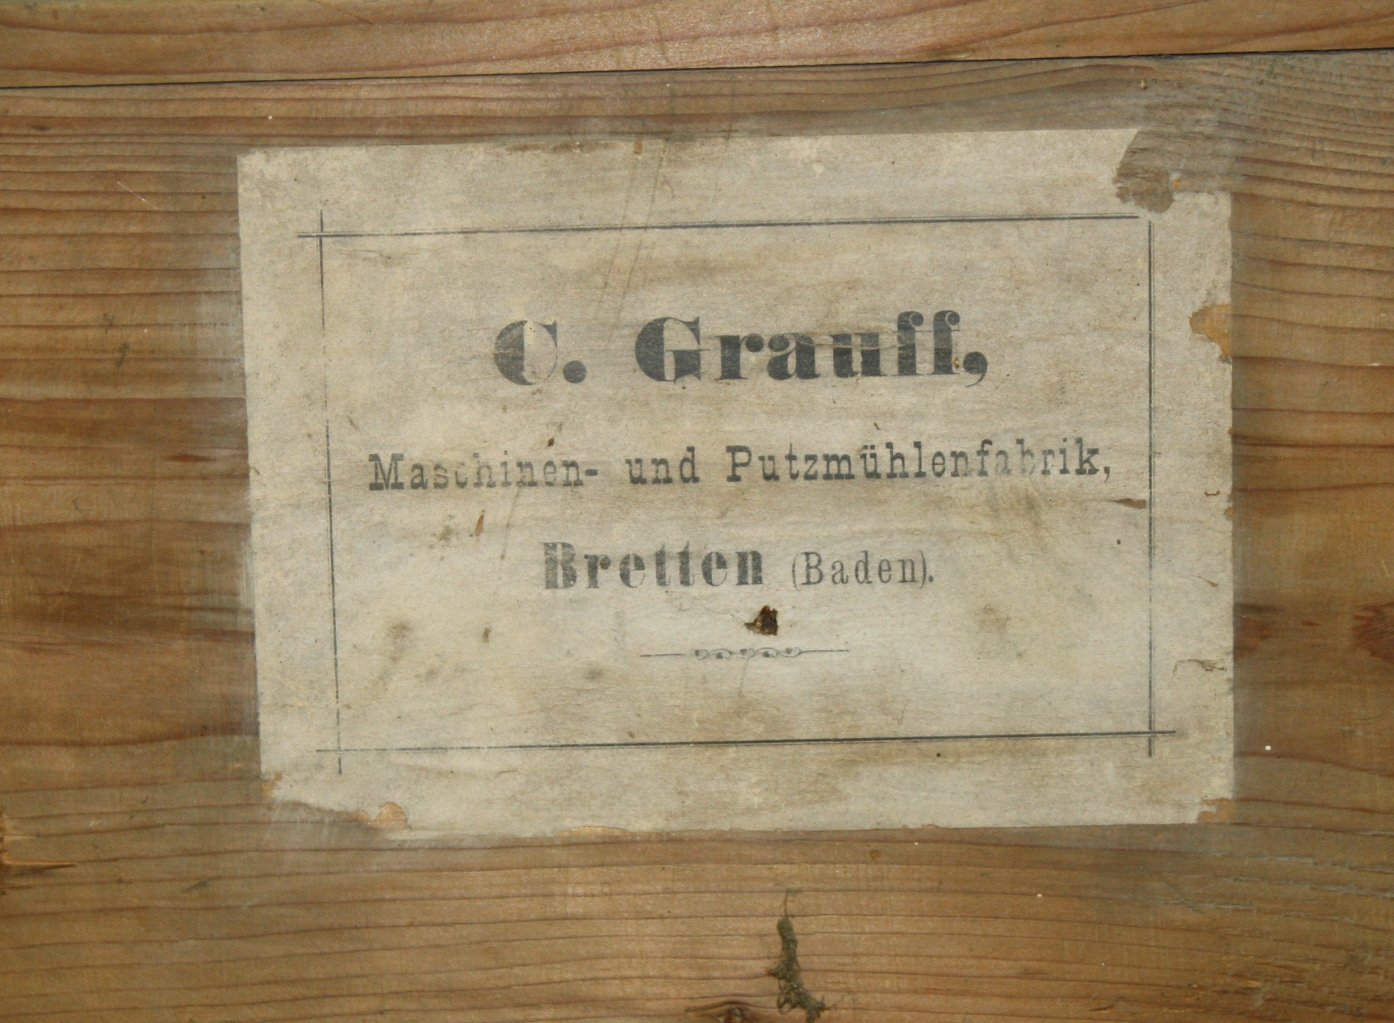 C. Grauff,
Maschinen- und Putzmühlenfabrik,
Bretten (Baden).